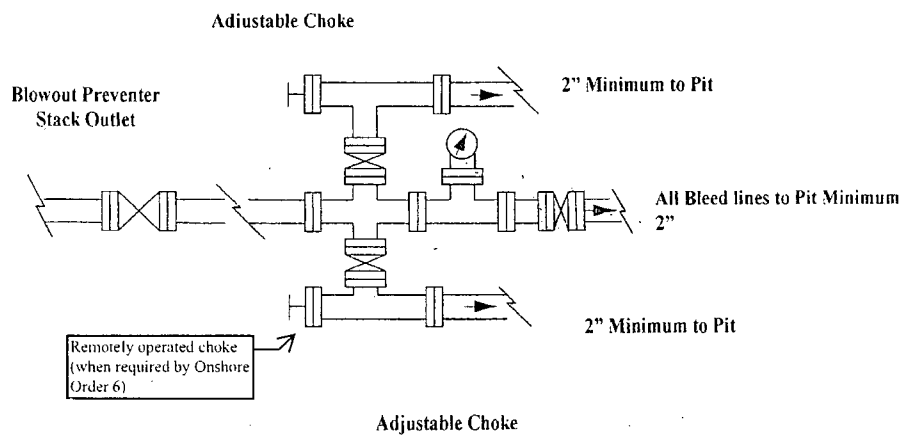 Adjustable Choke
2” Minimum to Pit
Blowout Preventer
Stack Outlet
All Bleed lines to Pit Minimum
2”
2” Minimum to Pit
Remotely operated choke
(when required by Onshore
Order 6)
Adjustable Choke